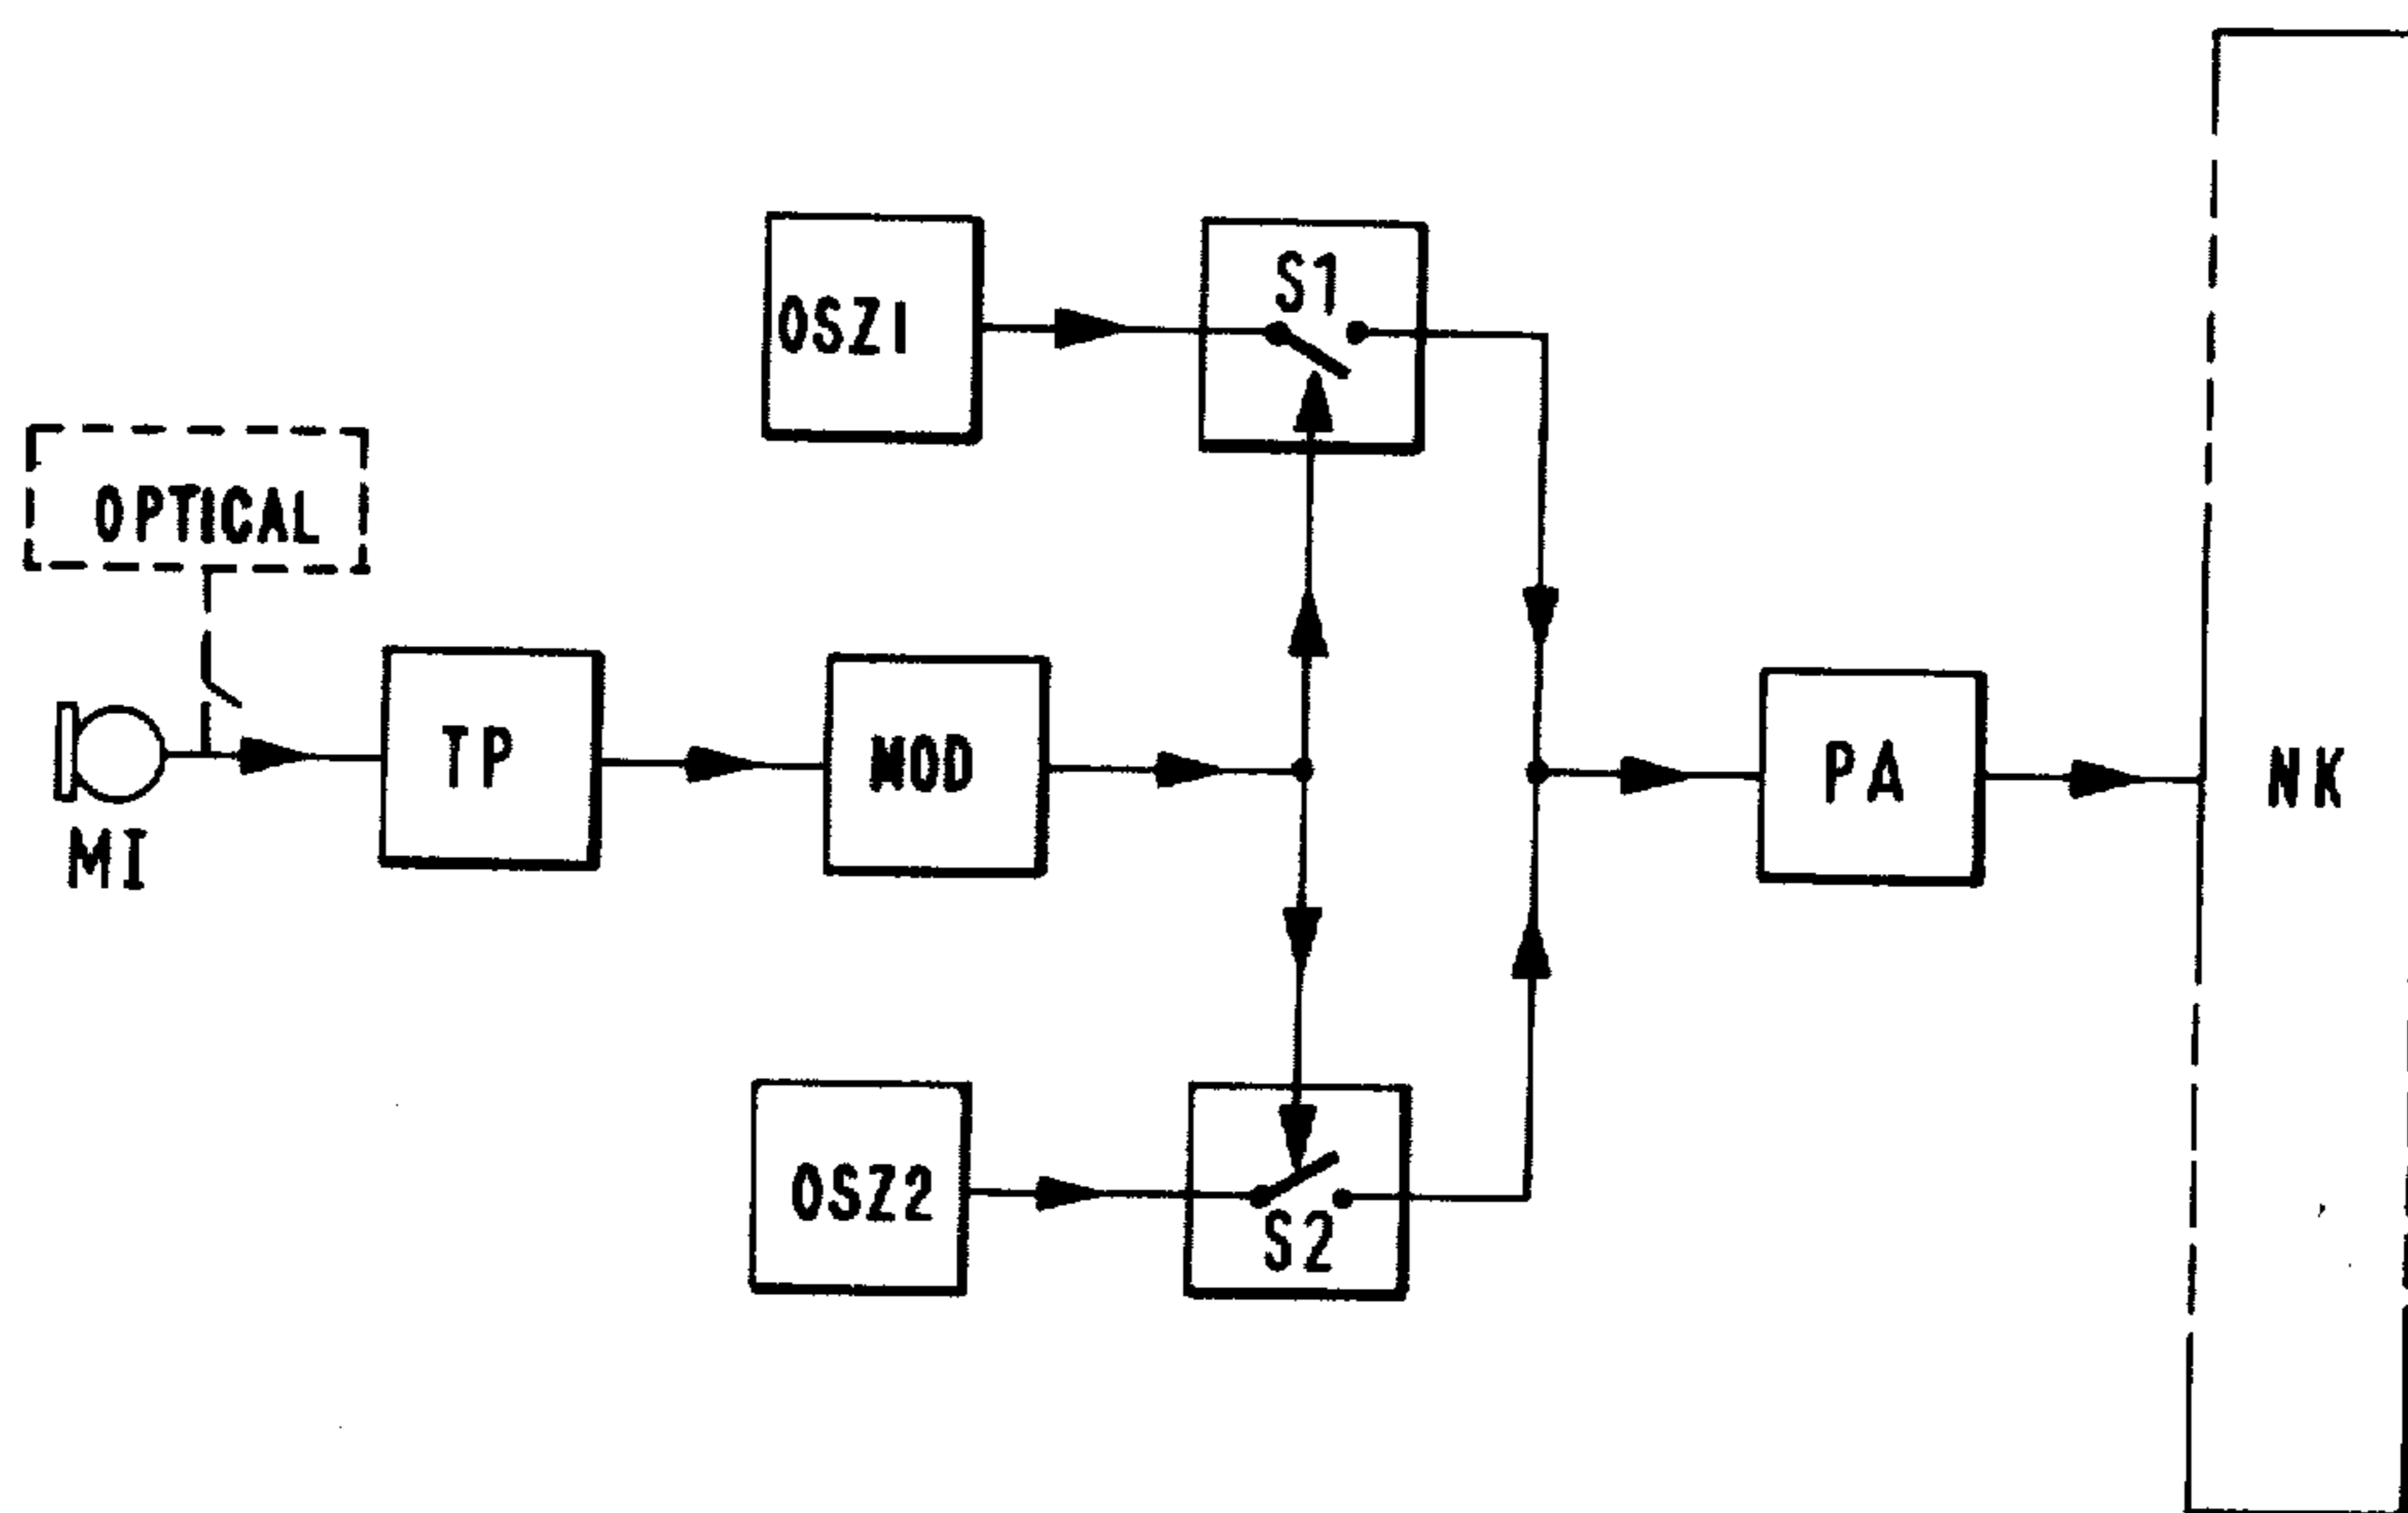 OSZ1
S1
OPTICAL
TP
MOD
PA
NK
MI
OSZ2
S2